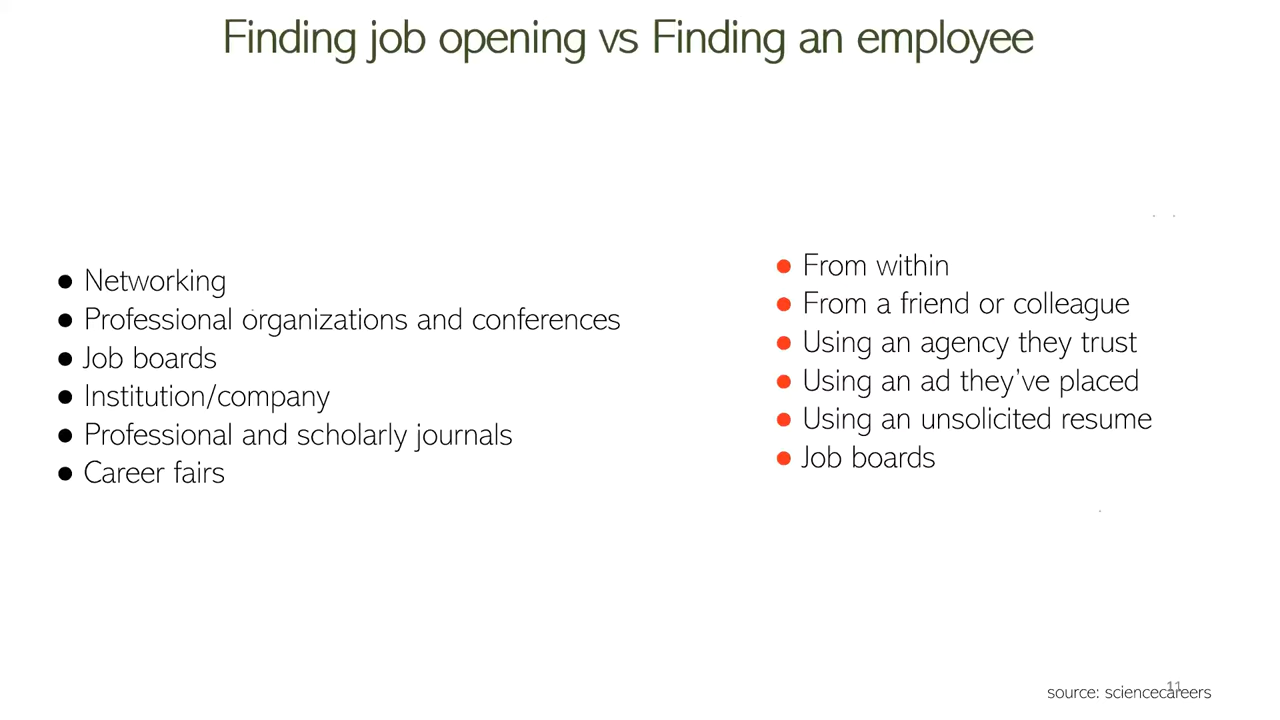 Finding job opening vs Finding an employee
● Networking
● Professional organizations and conferences
● Job boards
● Institution/company
● Professional and scholarly journals
● Career fairs
● From within
● From a friend or colleague
● Using an agency they trust
● Using an ad they've placed
● Using an unsolicited resume
● Job boards
11
source: sciencecareers